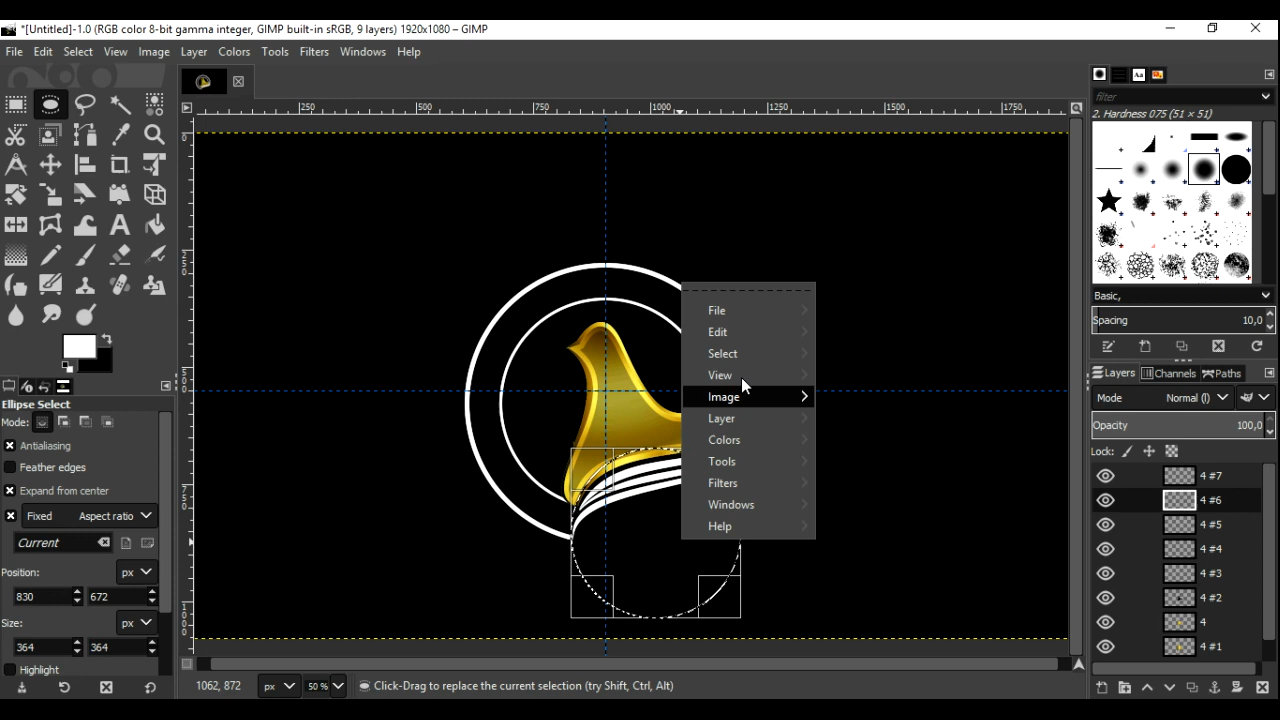 *[Untitled]-1.0 (RGB color 8-bit gamma integer, GIMP built-in sRGB, 9 layers) 1920x1080 – GIMP
File Edit Select View Image Layer Colors Tools Filters Windows Help
250 500 750 1000 1250 1500 1750
0
250
500
750
1000
Ellipse Select
Mode:
Antialiasing
Feather edges
Expand from center
Fixed Aspect ratio
Current
Position: px
830 672
Size: px
364 364
Highlight
File
Edit
Select
View
Image
Layer
Colors
Tools
Filters
Windows
Help
1062, 872 px 50 % Click-Drag to replace the current selection (try Shift, Ctrl, Alt)
Aa
filter
2. Hardness 075 (51 × 51)
Basic,
Spacing 10,0
Layers Channels Paths
Mode Normal (l)
Opacity 100,0
Lock:
4 #7
4 #6
4 #5
4 #4
4 #3
4 #2
4
4 #1